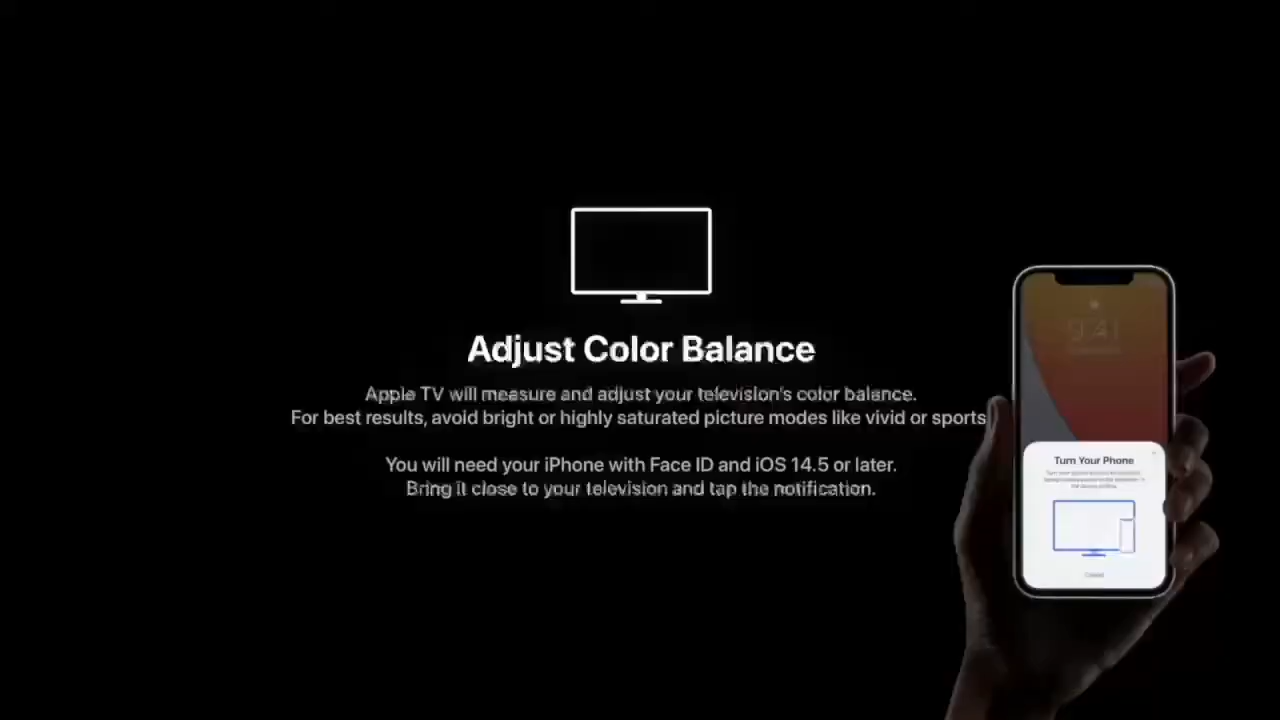 Adjust Color Balance
Apple TV will measure and adjust your television's color balance.
For best results, avoid bright or highly saturated picture modes like vivid or sports
You will need your iPhone with Face ID and iOS 14.5 or later.
Bring it close to your television and tap the notification.
9:41
Turn Your Phone